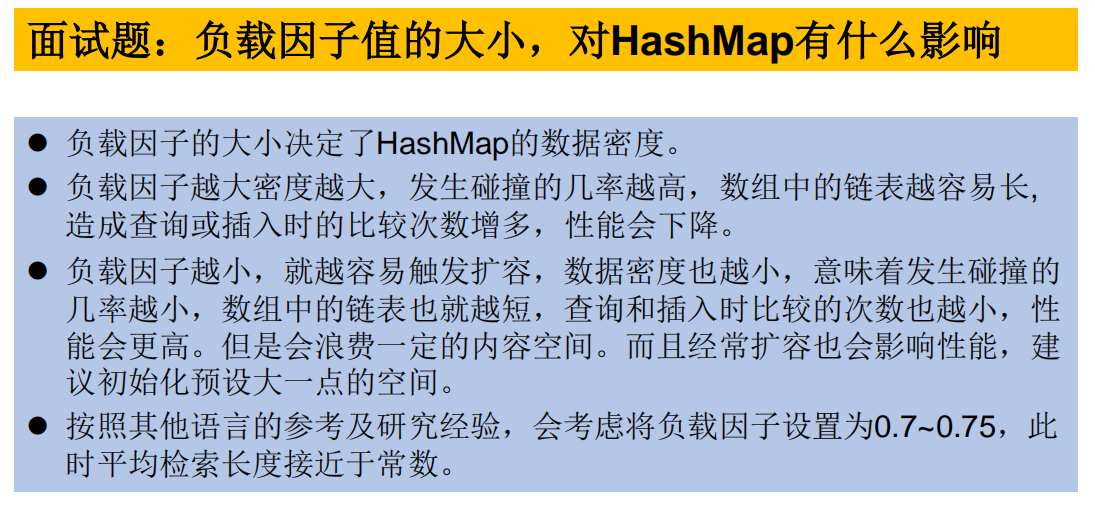 面试题：负载因子值的大小，对HashMap有什么影响
● 负载因子的大小决定了HashMap的数据密度。
● 负载因子越大密度越大，发生碰撞的几率越高，数组中的链表越容易长,
造成查询或插入时的比较次数增多，性能会下降。
● 负载因子越小，就越容易触发扩容，数据密度也越小，意味着发生碰撞的
几率越小，数组中的链表也就越短，查询和插入时比较的次数也越小，性
能会更高。但是会浪费一定的内容空间。而且经常扩容也会影响性能，建
议初始化预设大一点的空间。
● 按照其他语言的参考及研究经验，会考虑将负载因子设置为0.7~0.75，此
时平均检索长度接近于常数。